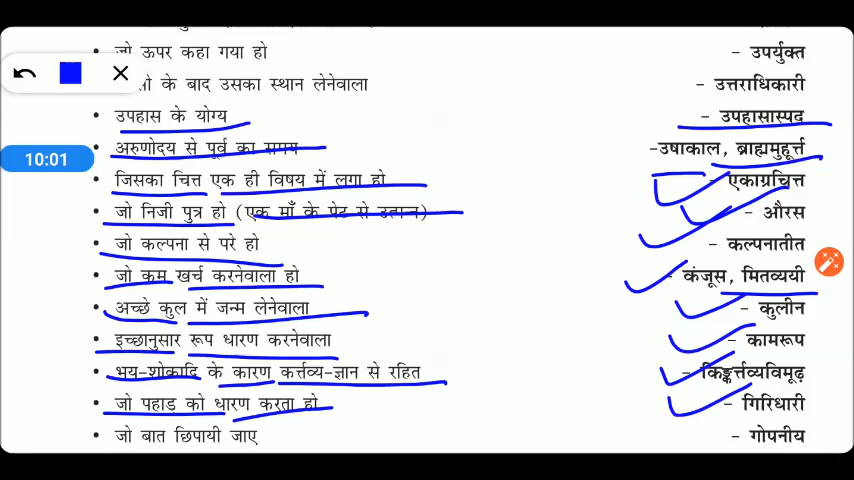 • जो ऊपर कहा गया हो - उपर्युक्त
के बाद उसका स्थान लेनेवाला - उत्तराधिकारी
• उपहास के योग्य - उपहासास्पद
अरुणोदय से पूर्व का समय -उषाकाल, ब्राह्ममुहूर्त्त
10:01
• जिसका चित्त एक ही विषय में लगा हो - एकाग्रचित्त
• जो निजी पुत्र हो (एक माँ के पेट से उत्पन्न) - औरस
• जो कल्पना से परे हो - कल्पनातीत
• जो कम खर्च करनेवाला हो - कंजूस, मितव्ययी
• अच्छे कुल में जन्म लेनेवाला - कुलीन
• इच्छानुसार रूप धारण करनेवाला - कामरूप
• भय-शोकादि के कारण कर्त्तव्य-ज्ञान से रहित - किङ्कर्त्तव्यविमूढ़
• जो पहाड़ को धारण करता हो - गिरिधारी
• जो बात छिपायी जाए - गोपनीय